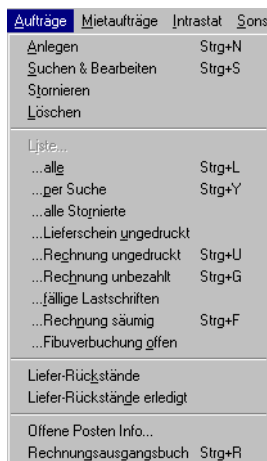 Aufträge Mietaufträge Intrastat Sons
Anlegen Strg+N
Suchen & Bearbeiten Strg+S
Stornieren
Löschen
Liste...
...alle Strg+L
...per Suche Strg+Y
...alle Stornierte
...Lieferschein ungedruckt
...Rechnung ungedruckt Strg+U
...Rechnung unbezahlt Strg+G
...fällige Lastschriften
...Rechnung säumig Strg+F
...Fibuverbuchung offen
Liefer-Rückstände
Liefer-Rückstände erledigt
Offene Posten Info...
Rechnungsausgangsbuch Strg+R